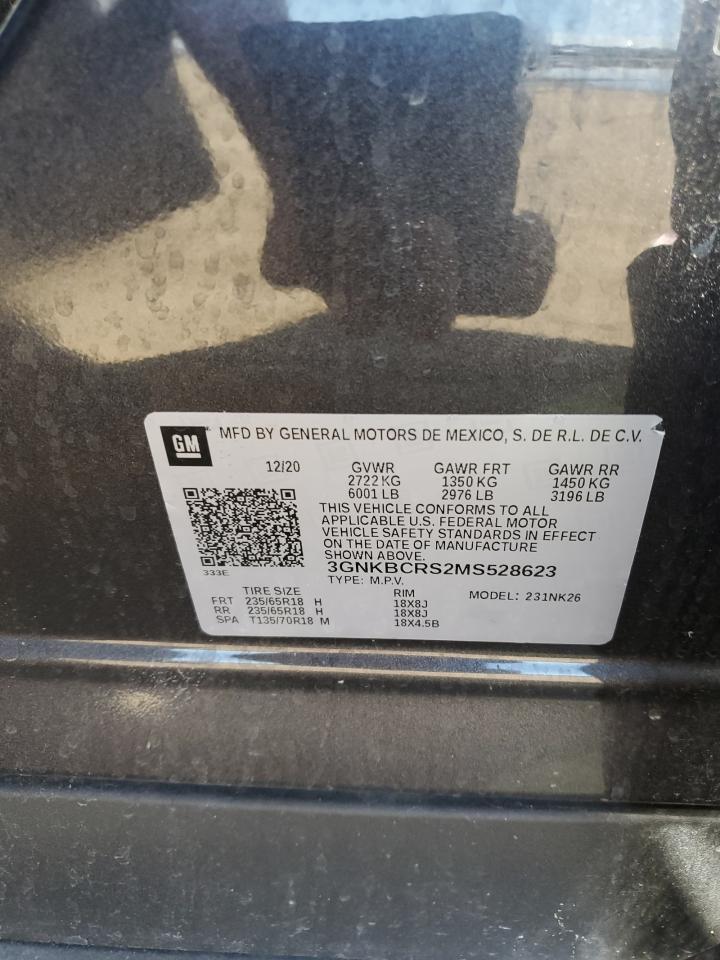 GM MFD BY GENERAL MOTORS DE MEXICO, S. DE R.L. DE C.V.
12/20 GVWR GAWR FRT GAWR RR
2722 KG 1350 KG 1450 KG
6001 LB 2976 LB 3196 LB
THIS VEHICLE CONFORMS TO ALL
APPLICABLE U.S. FEDERAL MOTOR
VEHICLE SAFETY STANDARDS IN EFFECT
ON THE DATE OF MANUFACTURE
SHOWN ABOVE.
3GNKBCRS2MS528623
333E
TYPE: M.P.V.
TIRE SIZE RIM MODEL: 231NK26
FRT 235/65R18 H 18X8J
RR 235/65R18 H 18X8J
SPA T135/70R18 M 18X4.5B